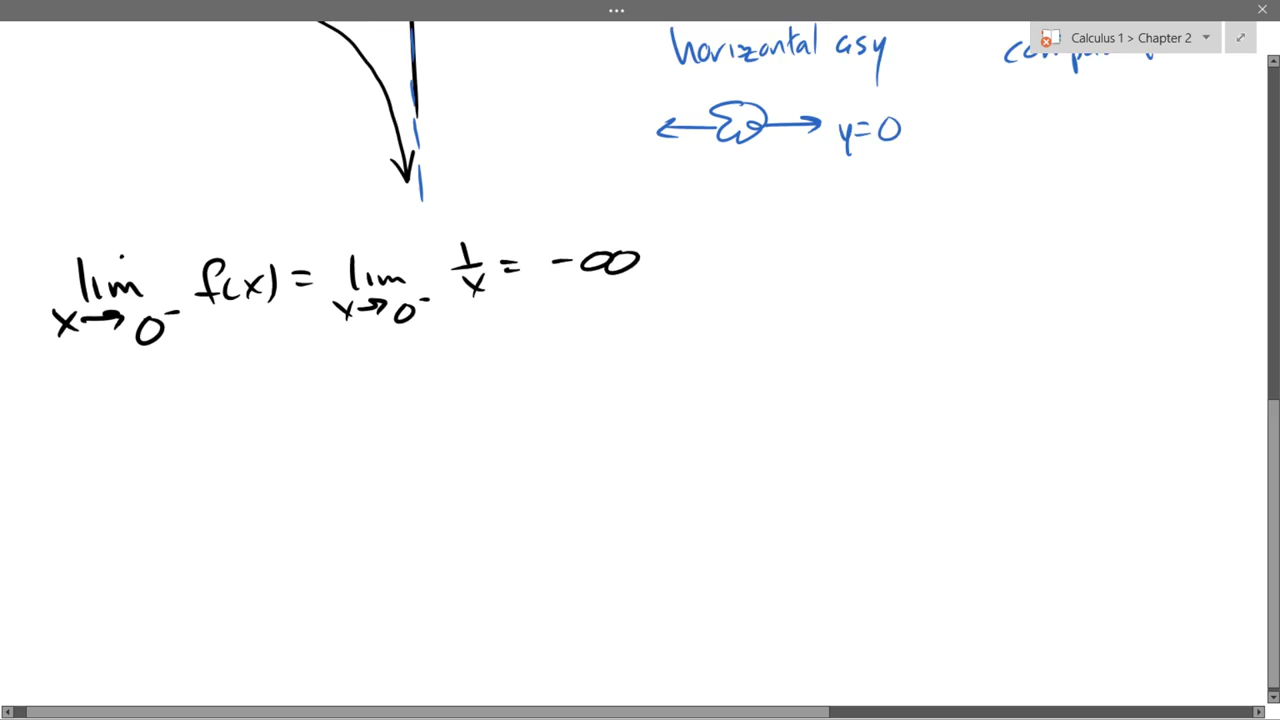 Calculus 1 > Chapter 2
horizontal asy
y=0
lim x→0⁻ f(x) = lim x→0⁻ 1/x = -∞